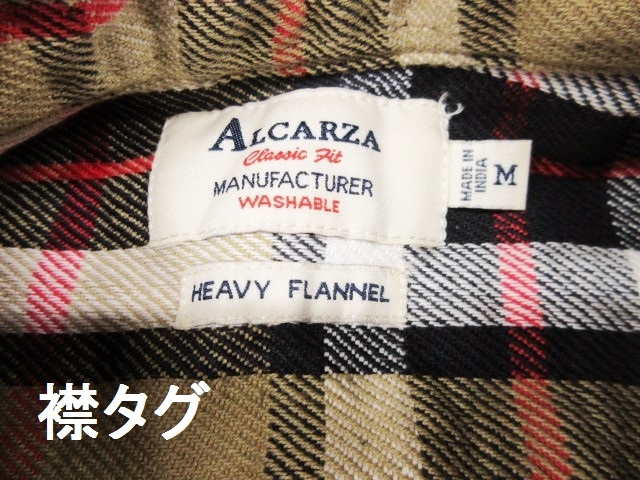 ALCARZA
Classic Fit
MANUFACTURER
WASHABLE
MADE IN
INDIA
M
HEAVY FLANNEL
襟タグ